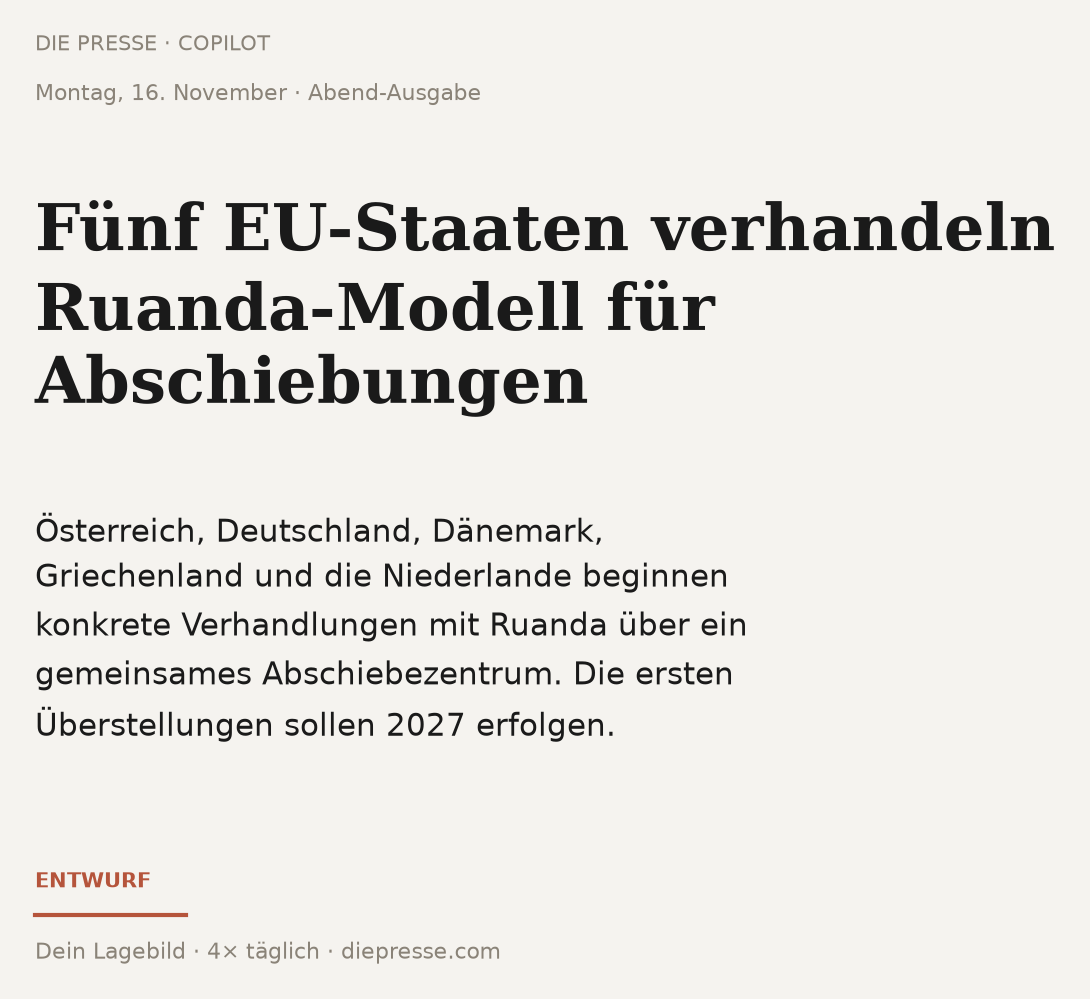 DIE PRESSE · COPILOT
Montag, 16. November · Abend-Ausgabe
Fünf EU-Staaten verhandeln
Ruanda-Modell für
Abschiebungen
Österreich, Deutschland, Dänemark,
Griechenland und die Niederlande beginnen
konkrete Verhandlungen mit Ruanda über ein
gemeinsames Abschiebezentrum. Die ersten
Überstellungen sollen 2027 erfolgen.
ENTWURF
Dein Lagebild · 4× täglich · diepresse.com